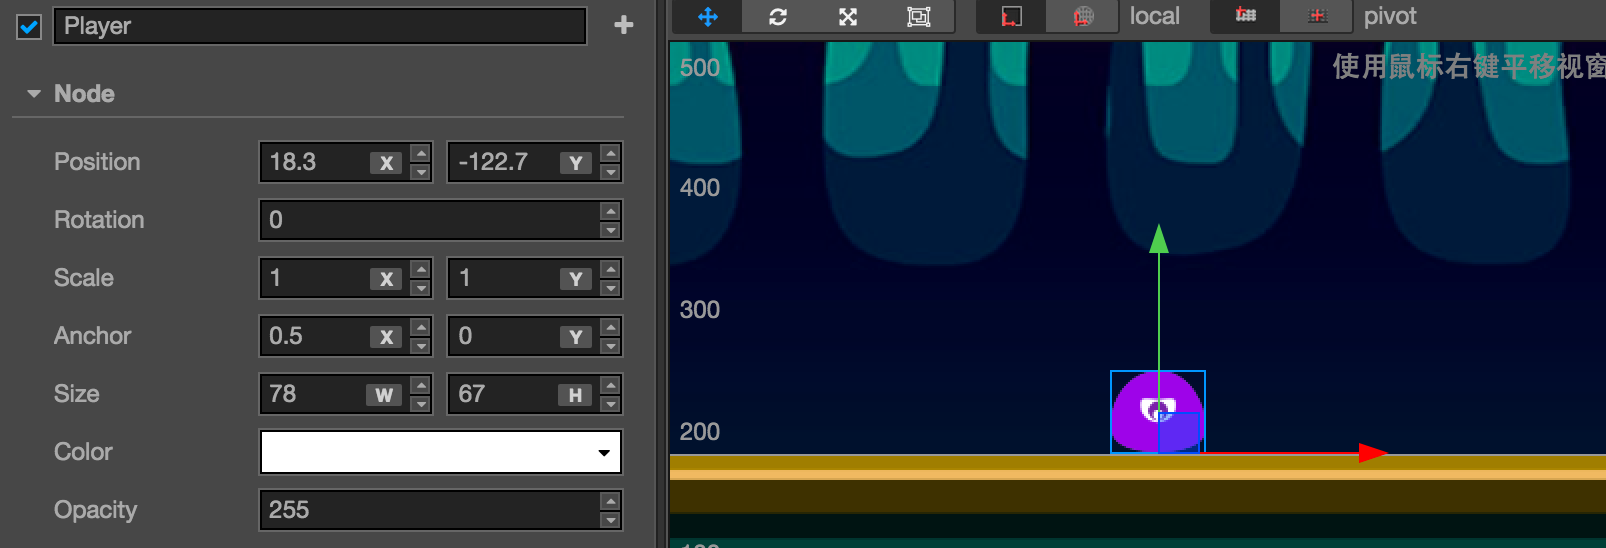 Player
Node
Position 18.3 X -122.7 Y
Rotation 0
Scale 1 X 1 Y
Anchor 0.5 X 0 Y
Size 78 W 67 H
Color
Opacity 255
local pivot
使用鼠标右键平移视窗
500
400
300
200